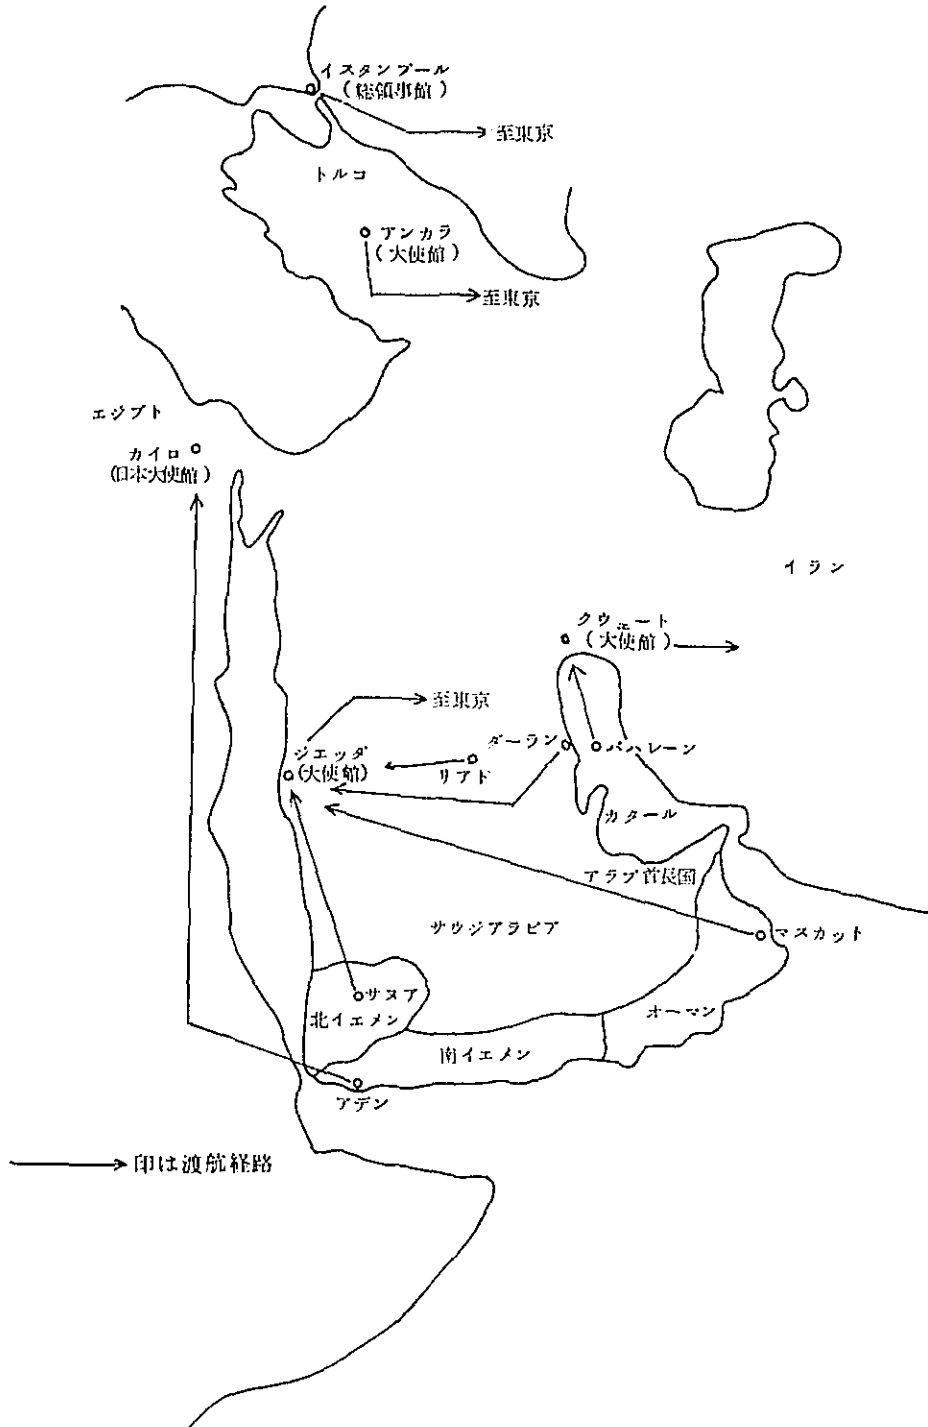 イスタンブール
(総領事館)
至東京
トルコ
アンカラ
(大使館)
至東京
エジプト
カイロ
(日本大使館)
イラン
クウェート
(大使館)
至東京
ジエッダ
(大使館)
ダーラン
バハレーン
リアド
カタール
アラブ首長国
サウジアラビア
マスカット
サヌア
北イエメン
オーマン
南イエメン
アデン
印は渡航経路